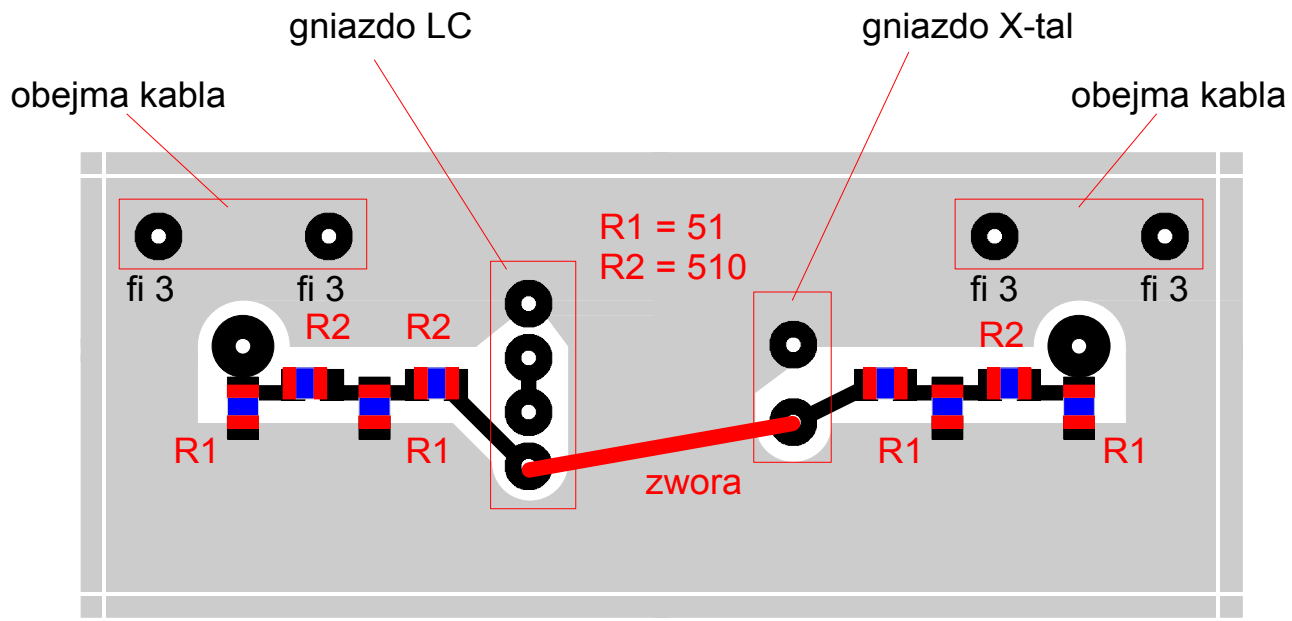 gniazdo LC
gniazdo X-tal
obejma kabla
obejma kabla
R1 = 51
R2 = 510
fi 3
fi 3
fi 3
fi 3
R2
R2
R2
R1
R1
R1
R1
zwora